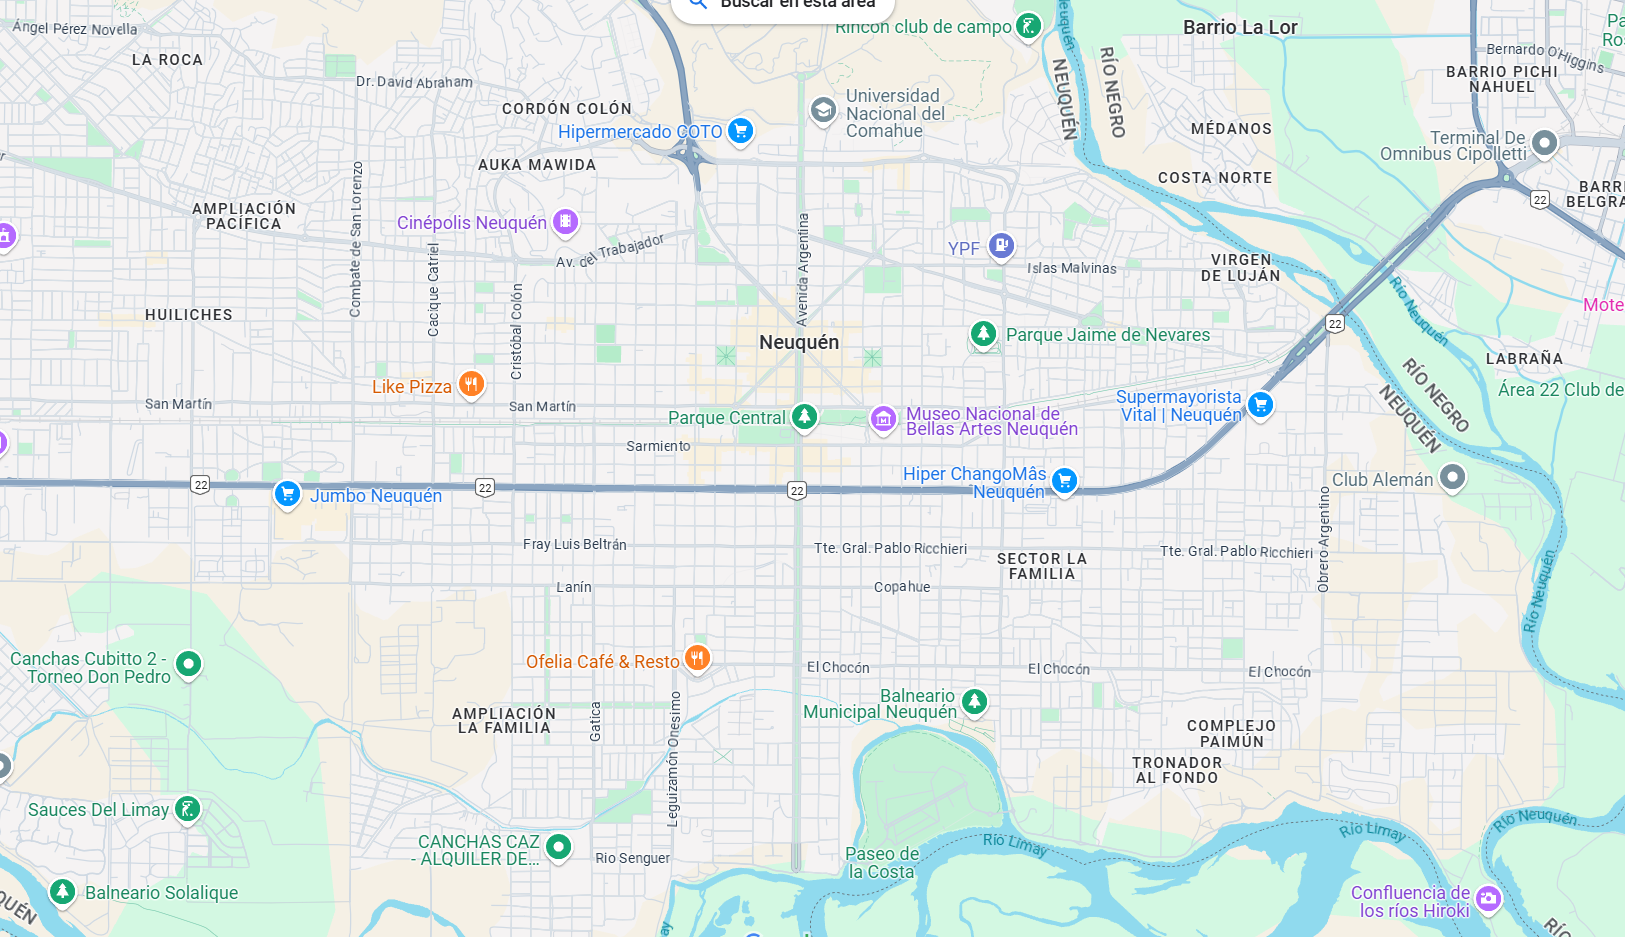 Buscar en esta área
Ángel Pérez Novella
LA ROCA
Dr. David Abraham
CORDÓN COLÓN
Hipermercado COTO
AUKA MAWIDA
Rincón club de campo
Universidad
Nacional del
Comahue
Barrio La Lor
NEUQUÉN
RÍO NEGRO
Bernardo O'Higgins
BARRIO PICHI
NAHUEL
MÉDANOS
Terminal De
Omnibus Cipolletti
COSTA NORTE
22
AMPLIACIÓN
PACÍFICA
Combate de San Lorenzo
Cinépolis Neuquén
Av. del Trabajador
Cacique Catriel
Cristóbal Colón
Avenida Argentina
YPF
Islas Malvinas
VIRGEN
DE LUJÁN
HUILICHES
Río Neuquén
22
Neuquén
Parque Jaime de Nevares
LABRAÑA
RÍO NEGRO
NEUQUÉN
Área 22 Club de
Like Pizza
San Martín
San Martín
Parque Central
Museo Nacional de
Bellas Artes Neuquén
Supermayorista
Vital | Neuquén
Sarmiento
22
22
22
Jumbo Neuquén
Hiper ChangoMâs
Neuquén
Club Alemán
Obrero Argentino
Fray Luis Beltrán
Tte. Gral. Pablo Ricchieri
Tte. Gral. Pablo Ricchieri
SECTOR LA
FAMILIA
Lanín
Copahue
Río Neuquén
Canchas Cubitto 2 -
Torneo Don Pedro
Ofelia Café & Resto
El Chocón
El Chocón
El Chocón
Balneario
Municipal Neuquén
AMPLIACIÓN
LA FAMILIA
Gatica
Leguizamón Onesimo
COMPLEJO
PAIMÚN
TRONADOR
AL FONDO
Sauces Del Limay
CANCHAS CAZ
- ALQUILER DE...
Rio Senguer
Paseo de
la Costa
Río Limay
Río Limay
Río Neuquén
Balneario Solalique
Confluencia de
los ríos Hiroki